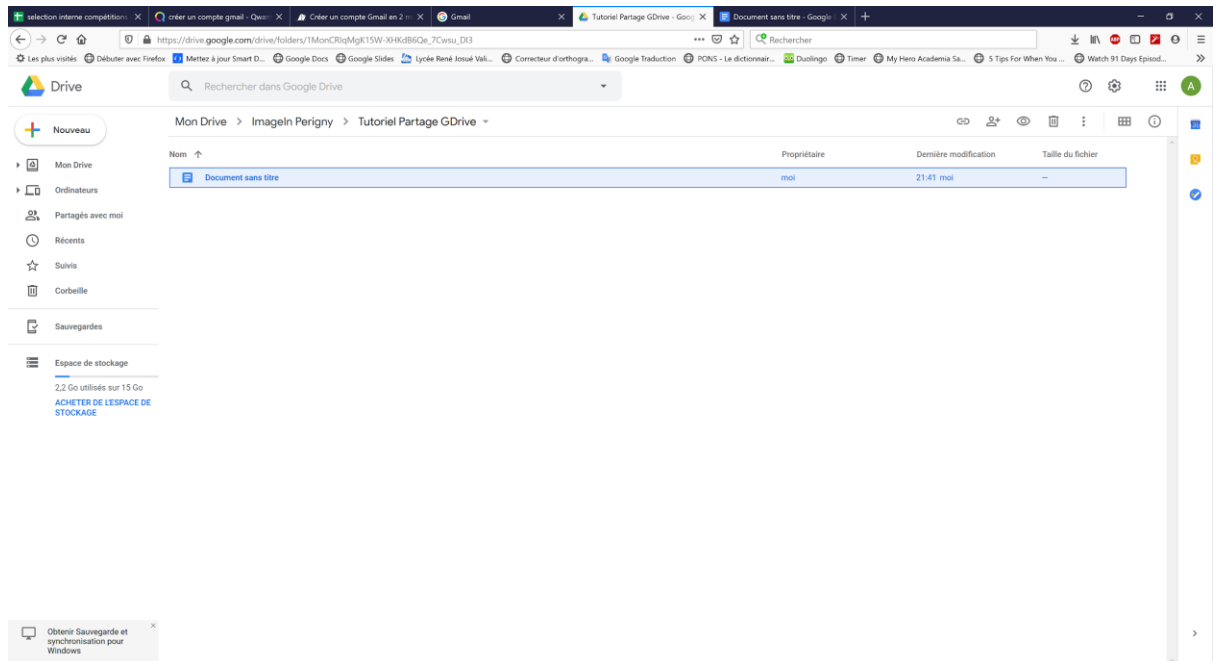 selection interne compétitions
créer un compte gmail - Qwant
Créer un compte Gmail en 2 m
Gmail
Tutoriel Partage GDrive - Goog
Document sans titre - Google
https://drive.google.com/drive/folders/1MonCRlqMgK15W-XHKdB6Qe_7Cwsu_DI3
Rechercher
Les plus visités
Débuter avec Firefox
Mettez à jour Smart D...
Google Docs
Google Slides
Lycée René Josué Vali...
Correcteur d'orthogra...
Google Traduction
PONS - Le dictionnair...
Duolingo
Timer
My Hero Academia Sa...
5 Tips For When You ...
Watch 91 Days Episod...
Drive
Rechercher dans Google Drive
A
Nouveau
Mon Drive > ImageIn Perigny > Tutoriel Partage GDrive
Nom
Propriétaire
Dernière modification
Taille du fichier
Document sans titre
moi
21:41 moi
—
Mon Drive
Ordinateurs
Partagés avec moi
Récents
Suivis
Corbeille
Sauvegardes
Espace de stockage
2,2 Go utilisés sur 15 Go
ACHETER DE L'ESPACE DE
STOCKAGE
Obtenir Sauvegarde et
synchronisation pour
Windows